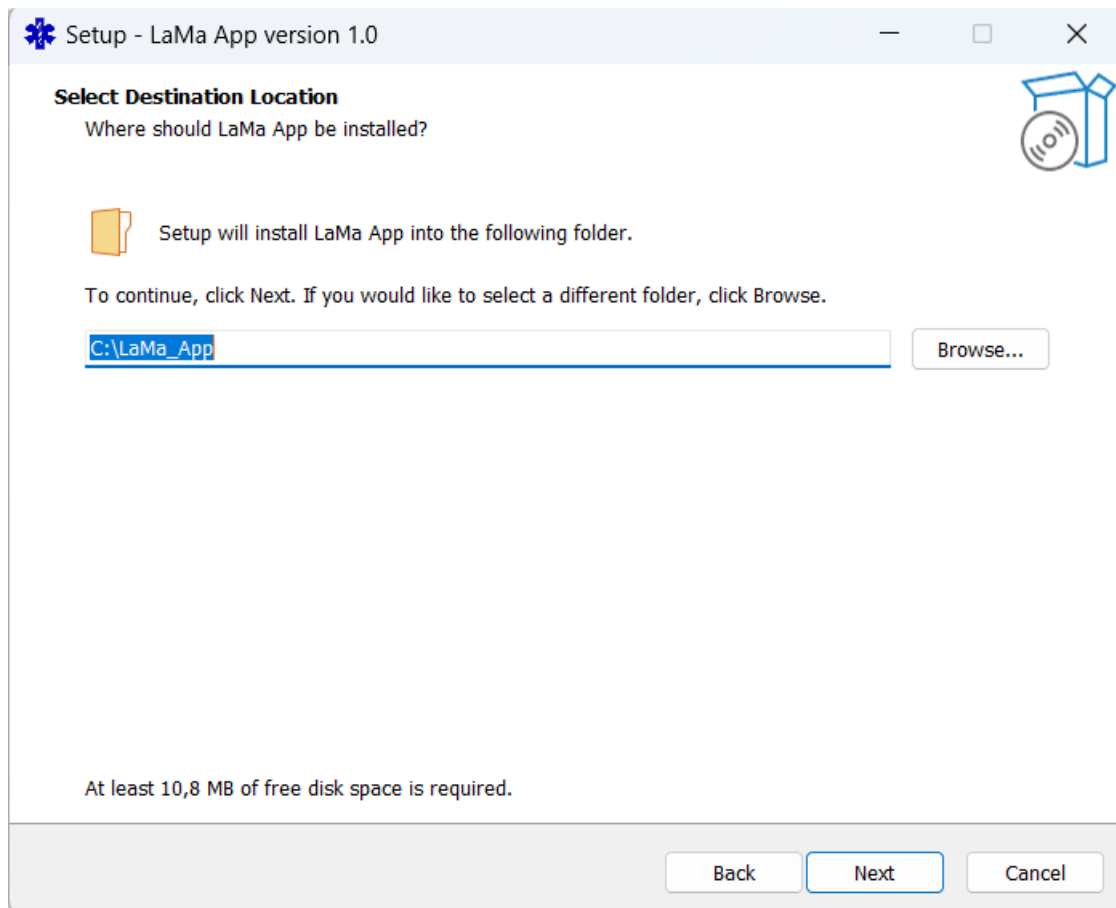 Setup - LaMa App version 1.0
Select Destination Location
Where should LaMa App be installed?
Setup will install LaMa App into the following folder.
To continue, click Next. If you would like to select a different folder, click Browse.
C:\LaMa_App
Browse...
At least 10,8 MB of free disk space is required.
Back
Next
Cancel